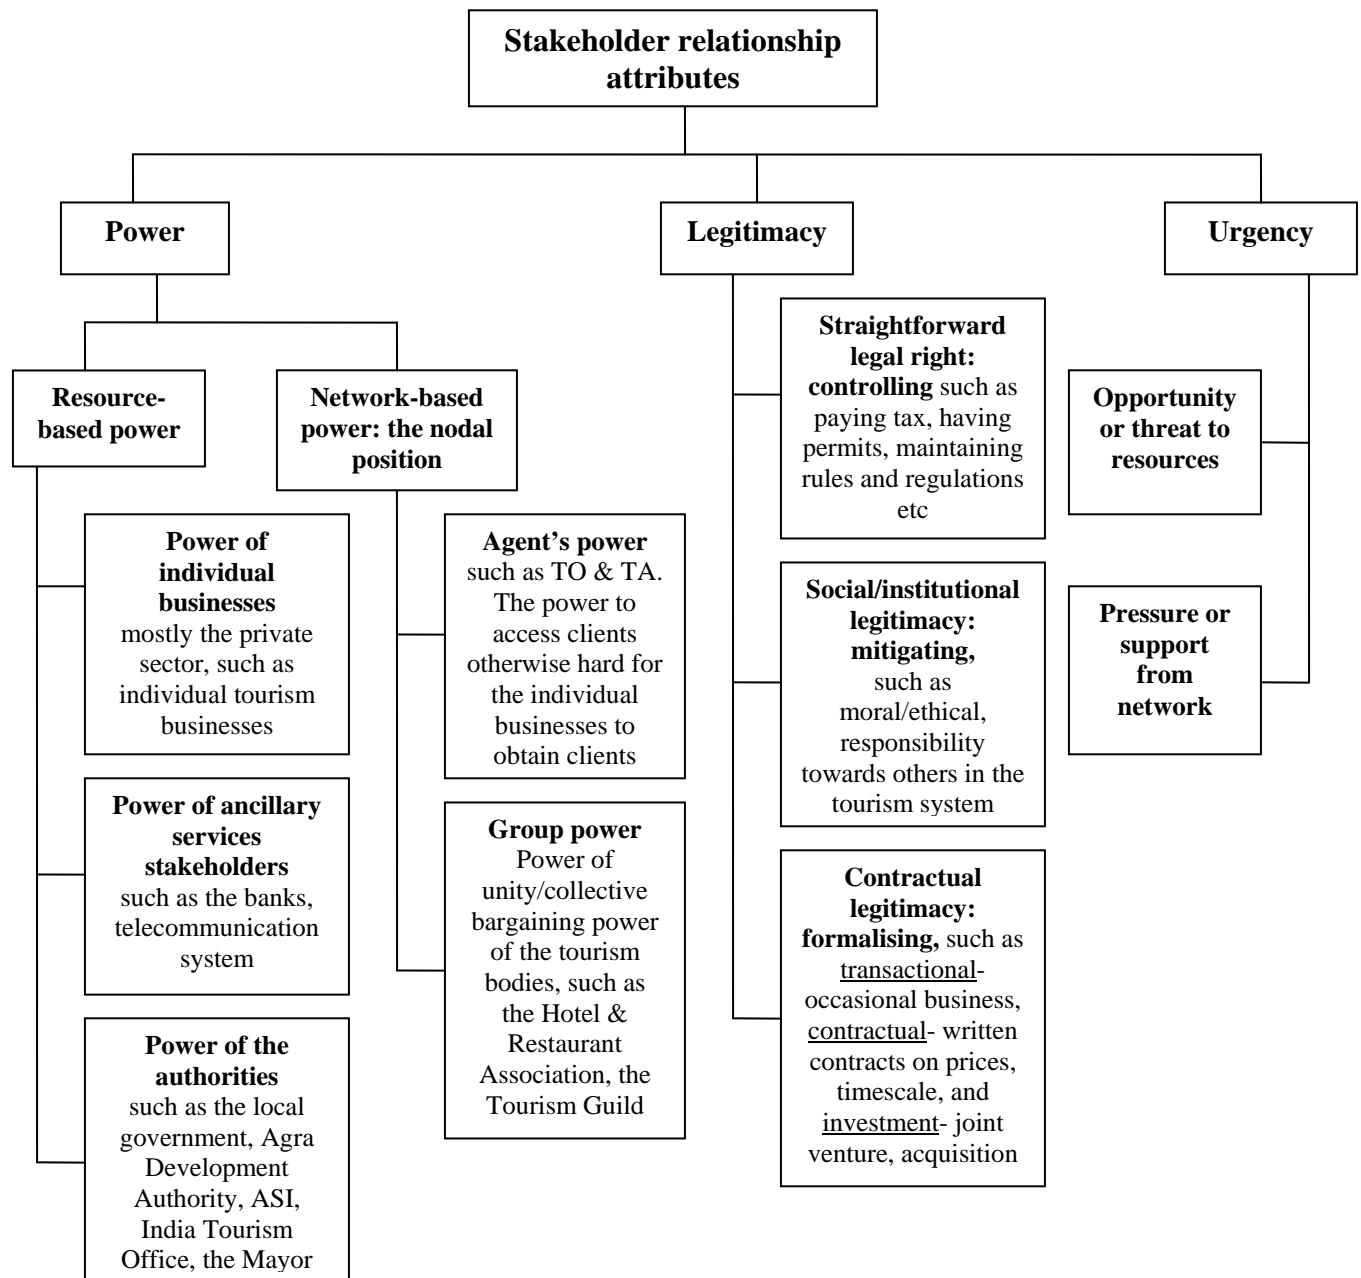 Stakeholder relationship
attributes
Power
Legitimacy
Urgency
Resource-
based power
Network-based
power: the nodal
position
Power of
individual
businesses
mostly the private
sector, such as
individual tourism
businesses
Power of ancillary
services
stakeholders
such as the banks,
telecommunication
system
Power of the
authorities
such as the local
government, Agra
Development
Authority, ASI,
India Tourism
Office, the Mayor
Agent’s power
such as TO & TA.
The power to
access clients
otherwise hard for
the individual
businesses to
obtain clients
Group power
Power of
unity/collective
bargaining power
of the tourism
bodies, such as
the Hotel &
Restaurant
Association, the
Tourism Guild
Straightforward
legal right:
controlling such as
paying tax, having
permits, maintaining
rules and regulations
etc
Social/institutional
legitimacy:
mitigating,
such as
moral/ethical,
responsibility
towards others in the
tourism system
Contractual
legitimacy:
formalising, such as
transactional-
occasional business,
contractual- written
contracts on prices,
timescale, and
investment- joint
venture, acquisition
Opportunity
or threat to
resources
Pressure or
support
from
network